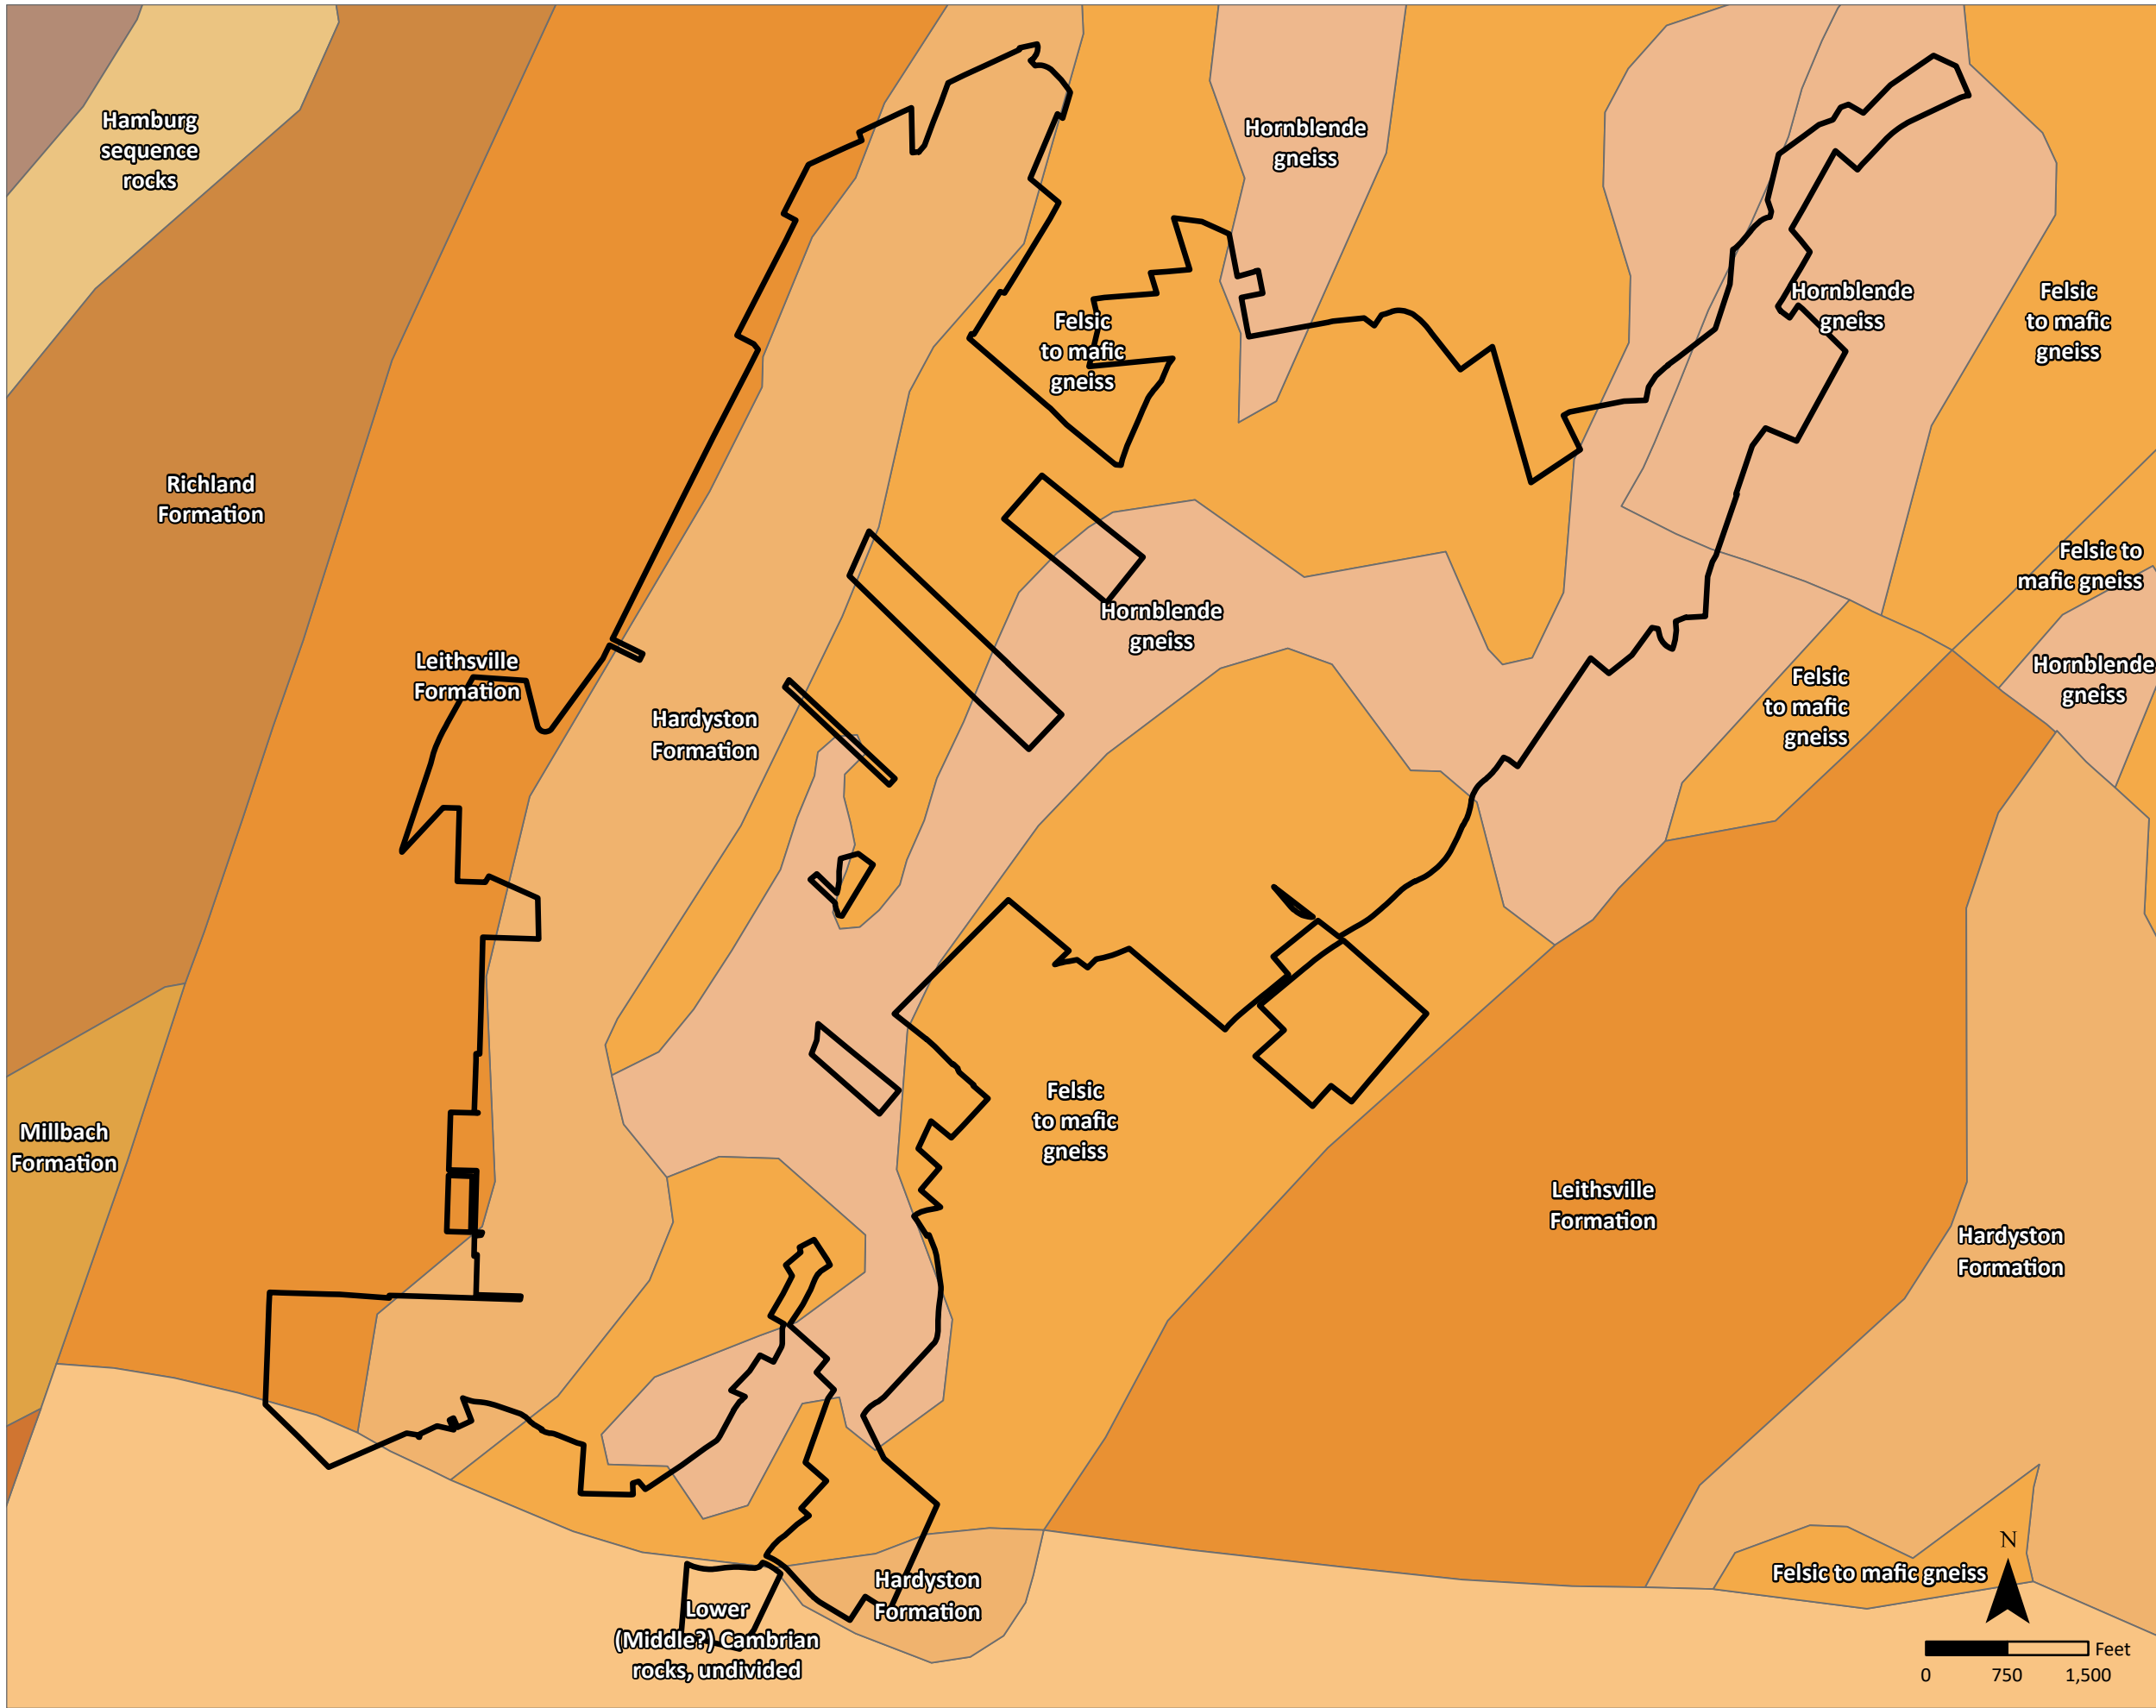 Hamburg
sequence
rocks
Hornblende
gneiss
Hornblende
gneiss
Felsic
to mafic
gneiss
Felsic
to mafic
gneiss
Richland
Formation
Felsic to
mafic gneiss
Hornblende
gneiss
Leithsville
Formation
Hardyston
Formation
Hornblende
gneiss
Felsic
to mafic
gneiss
Millbach
Formation
Felsic
to mafic
gneiss
Leithsville
Formation
Hardyston
Formation
Felsic to mafic gneiss
Hardyston
Formation
Lower
(Middle?) Cambrian
rocks, undivided
N
Feet
0 750 1,500